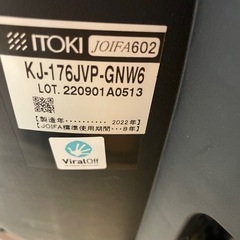 ITOKI JOIFA602
KJ-176JVP-GNW6
LOT. 220901A0513
【製造年‥‥‥‥‥2022年】
【JOIFA標準使用期間‥‥8年】
ViralOff